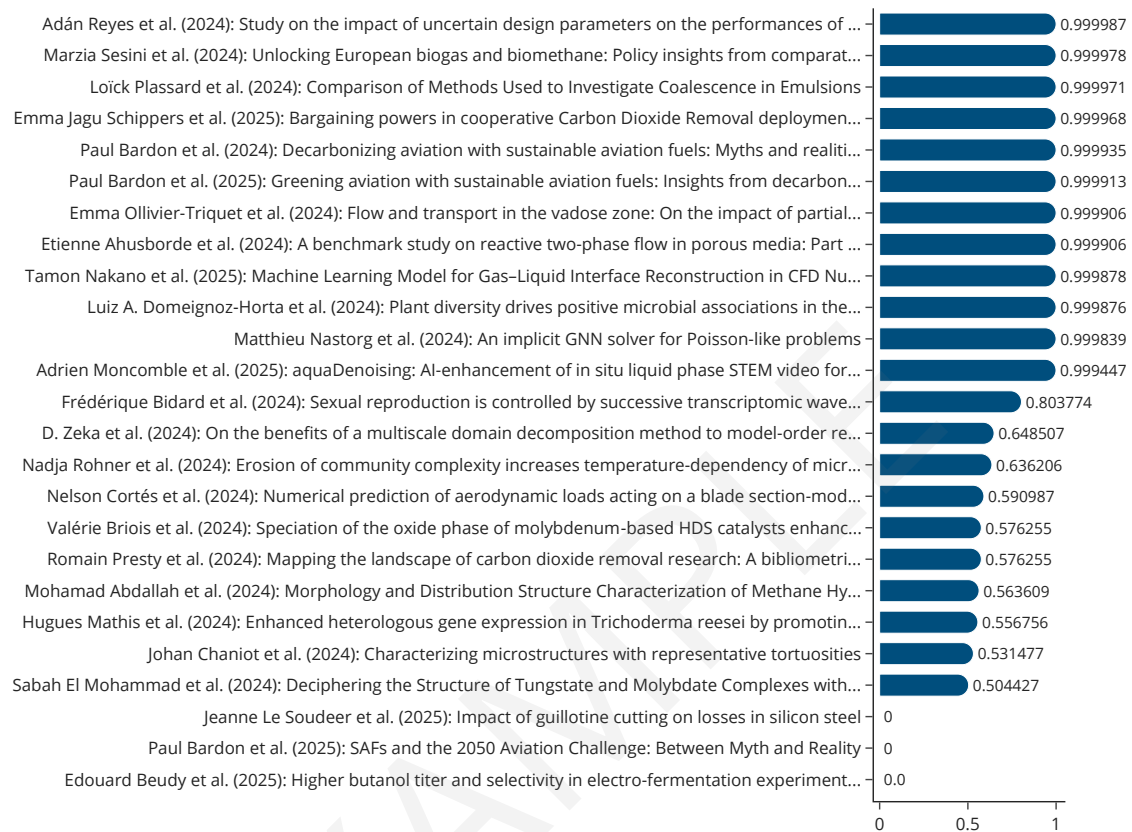 Adán Reyes et al. (2024): Study on the impact of uncertain design parameters on the performances of ... 0.999987
Marzia Sesini et al. (2024): Unlocking European biogas and biomethane: Policy insights from comparat... 0.999978
Loïck Plassard et al. (2024): Comparison of Methods Used to Investigate Coalescence in Emulsions 0.999971
Emma Jagu Schippers et al. (2025): Bargaining powers in cooperative Carbon Dioxide Removal deploymen... 0.999968
Paul Bardon et al. (2024): Decarbonizing aviation with sustainable aviation fuels: Myths and realiti... 0.999935
Paul Bardon et al. (2025): Greening aviation with sustainable aviation fuels: Insights from decarbon... 0.999913
Emma Ollivier-Triquet et al. (2024): Flow and transport in the vadose zone: On the impact of partial... 0.999906
Etienne Ahusborde et al. (2024): A benchmark study on reactive two-phase flow in porous media: Part ... 0.999906
Tamon Nakano et al. (2025): Machine Learning Model for Gas–Liquid Interface Reconstruction in CFD Nu... 0.999878
Luiz A. Domeignoz-Horta et al. (2024): Plant diversity drives positive microbial associations in the... 0.999876
Matthieu Nastorg et al. (2024): An implicit GNN solver for Poisson-like problems 0.999839
Adrien Moncomble et al. (2025): aquaDenoising: AI-enhancement of in situ liquid phase STEM video for... 0.999447
Frédérique Bidard et al. (2024): Sexual reproduction is controlled by successive transcriptomic wave... 0.803774
D. Zeka et al. (2024): On the benefits of a multiscale domain decomposition method to model-order re... 0.648507
Nadja Rohner et al. (2024): Erosion of community complexity increases temperature-dependency of micr... 0.636206
Nelson Cortés et al. (2024): Numerical prediction of aerodynamic loads acting on a blade section-mod... 0.590987
Valérie Briois et al. (2024): Speciation of the oxide phase of molybdenum-based HDS catalysts enhanc... 0.576255
Romain Presty et al. (2024): Mapping the landscape of carbon dioxide removal research: A bibliometri... 0.576255
Mohamad Abdallah et al. (2024): Morphology and Distribution Structure Characterization of Methane Hy... 0.563609
Hugues Mathis et al. (2024): Enhanced heterologous gene expression in Trichoderma reesei by promotin... 0.556756
Johan Chaniot et al. (2024): Characterizing microstructures with representative tortuosities 0.531477
Sabah El Mohammad et al. (2024): Deciphering the Structure of Tungstate and Molybdate Complexes with... 0.504427
Jeanne Le Soudeer et al. (2025): Impact of guillotine cutting on losses in silicon steel 0
Paul Bardon et al. (2025): SAFs and the 2050 Aviation Challenge: Between Myth and Reality 0
Edouard Beudy et al. (2025): Higher butanol titer and selectivity in electro-fermentation experiment... 0.0
0 0.5 1